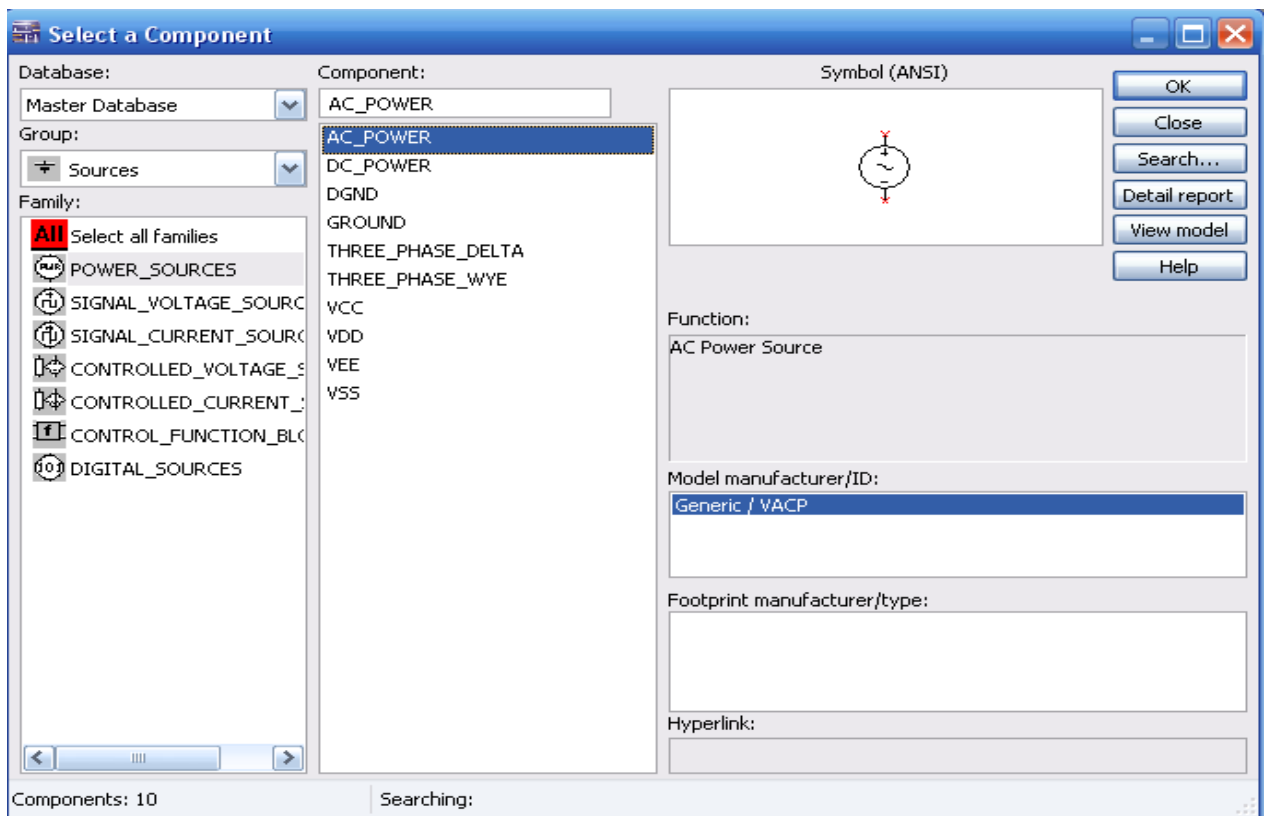 Select a Component
Database:
Master Database
Group:
Sources
Family:
All Select all families
POWER_SOURCES
SIGNAL_VOLTAGE_SOURC
SIGNAL_CURRENT_SOUR
CONTROLLED_VOLTAGE_S
CONTROLLED_CURRENT_
CONTROL_FUNCTION_BLO
DIGITAL_SOURCES
Component:
AC_POWER
AC_POWER
DC_POWER
DGND
GROUND
THREE_PHASE_DELTA
THREE_PHASE_WYE
VCC
VDD
VEE
VSS
Symbol (ANSI)
OK
Close
Search...
Detail report
View model
Help
Function:
AC Power Source
Model manufacturer/ID:
Generic / VACP
Footprint manufacturer/type:
Hyperlink:
Components: 10
Searching: